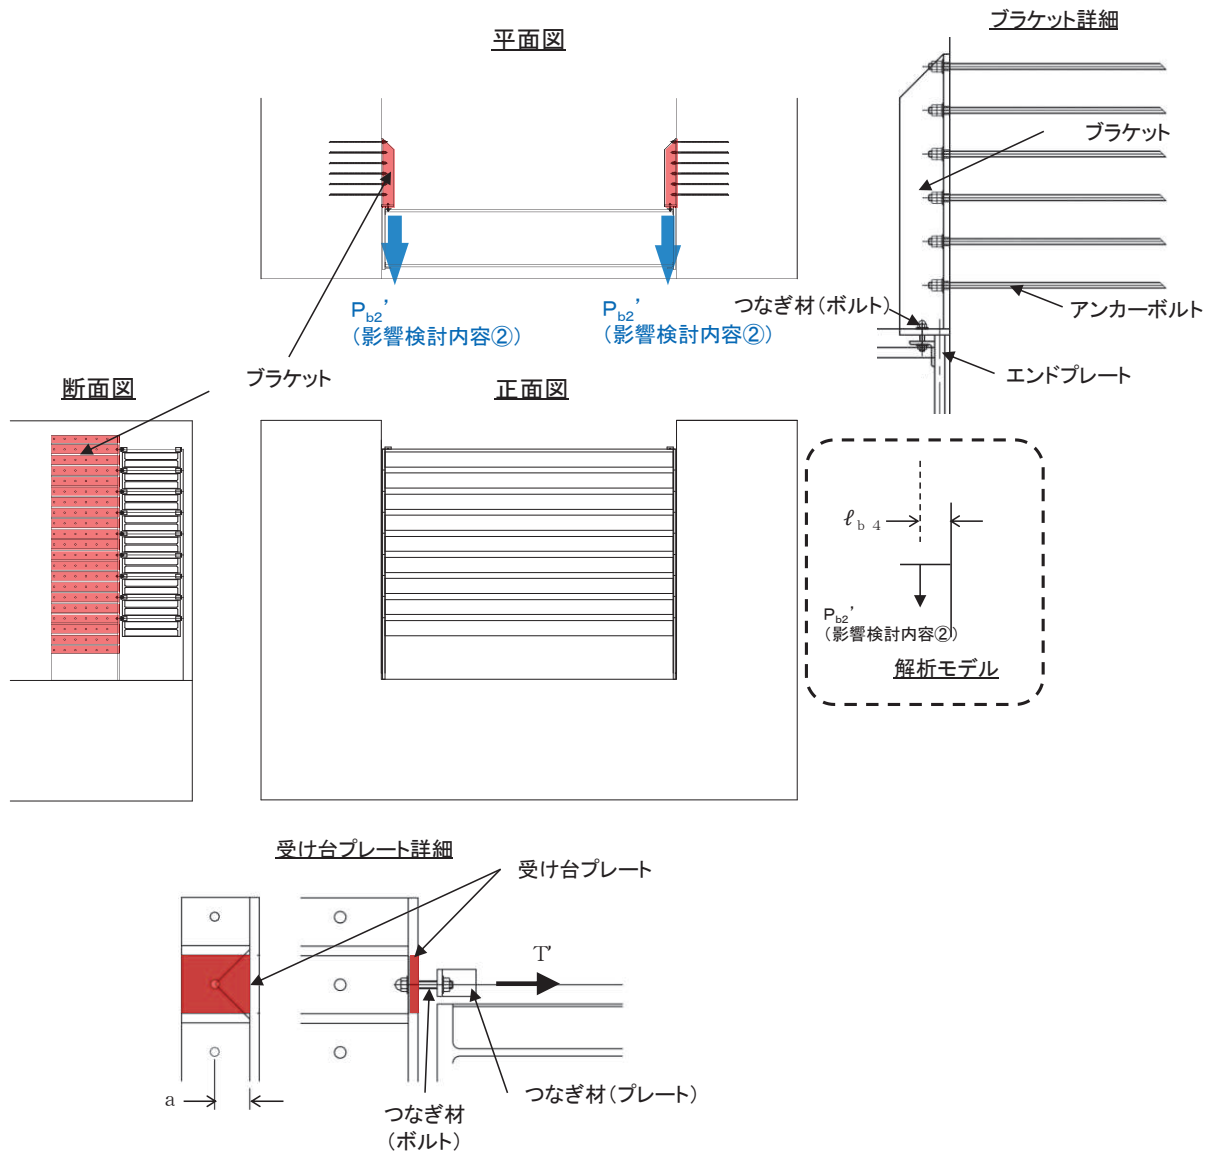 平面図
ブラケット詳細
ブラケット
アンカーボルト
つなぎ材（ボルト）
エンドプレート
Pb2’
（影響検討内容②）
Pb2’
（影響検討内容②）
ブラケット
断面図
正面図
ℓb4
Pb2’
（影響検討内容②）
解析モデル
受け台プレート詳細
受け台プレート
T’
a
つなぎ材（プレート）
つなぎ材
（ボルト）